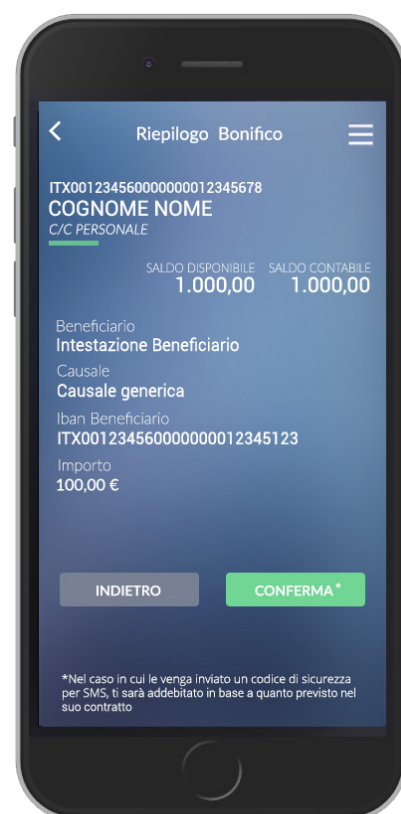 Riepilogo Bonifico
ITX001234560000000012345678
COGNOME NOME
C/C PERSONALE
SALDO DISPONIBILE SALDO CONTABILE
1.000,00 1.000,00
Beneficiario
Intestazione Beneficiario
Causale
Causale generica
Iban Beneficiario
ITX001234560000000012345123
Importo
100,00 €
INDIETRO CONFERMA*
*Nel caso in cui le venga inviato un codice di sicurezza
per SMS, ti sarà addebitato in base a quanto previsto nel
suo contratto